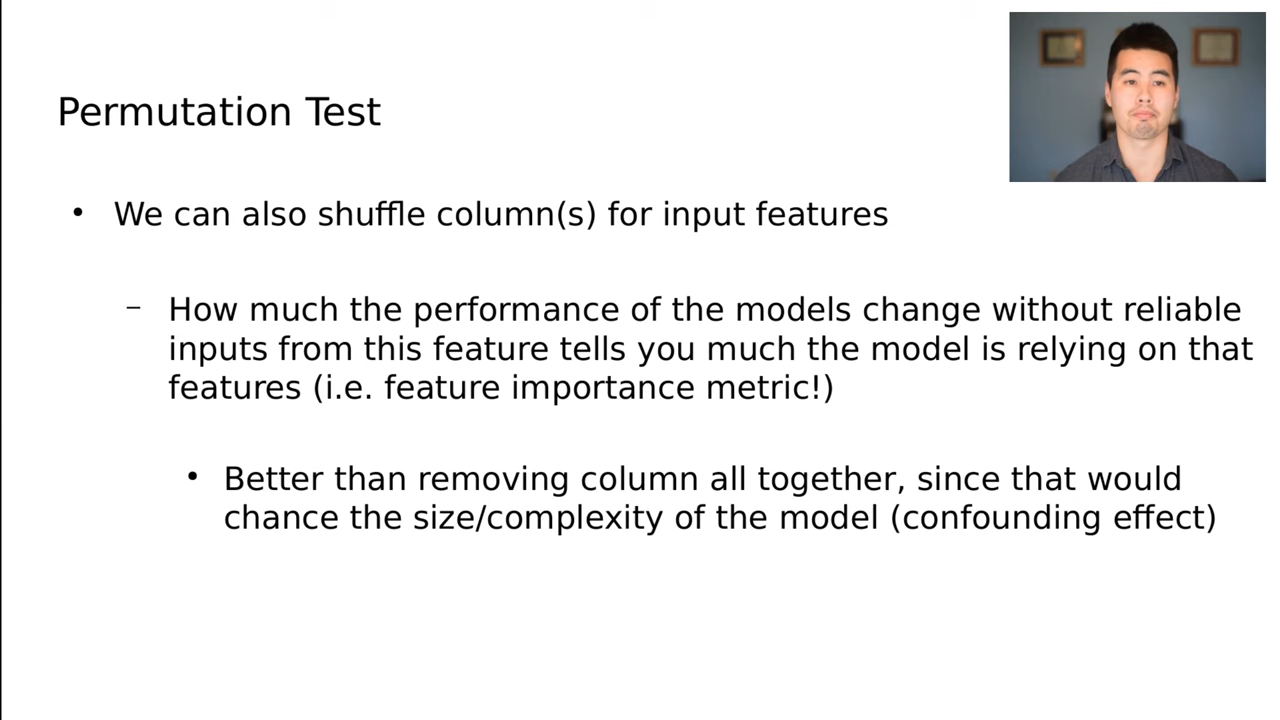 Permutation Test
• We can also shuffle column(s) for input features
– How much the performance of the models change without reliable
inputs from this feature tells you much the model is relying on that
features (i.e. feature importance metric!)
• Better than removing column all together, since that would
chance the size/complexity of the model (confounding effect)